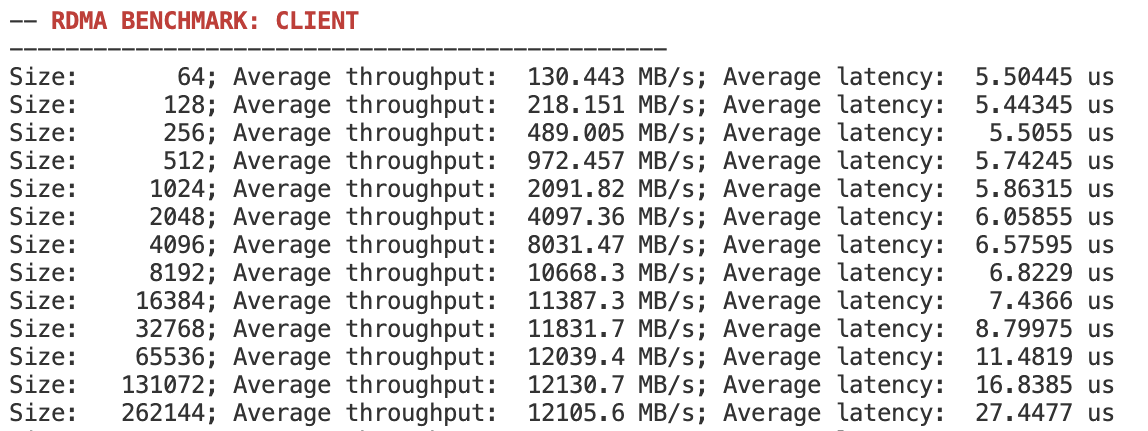 -- RDMA BENCHMARK: CLIENT
-----------------------------------------------
Size:       64; Average throughput:  130.443 MB/s; Average latency:  5.50445 us
Size:      128; Average throughput:  218.151 MB/s; Average latency:  5.44345 us
Size:      256; Average throughput:  489.005 MB/s; Average latency:   5.5055 us
Size:      512; Average throughput:  972.457 MB/s; Average latency:  5.74245 us
Size:     1024; Average throughput:  2091.82 MB/s; Average latency:  5.86315 us
Size:     2048; Average throughput:  4097.36 MB/s; Average latency:  6.05855 us
Size:     4096; Average throughput:  8031.47 MB/s; Average latency:  6.57595 us
Size:     8192; Average throughput:  10668.3 MB/s; Average latency:   6.8229 us
Size:    16384; Average throughput:  11387.3 MB/s; Average latency:   7.4366 us
Size:    32768; Average throughput:  11831.7 MB/s; Average latency:  8.79975 us
Size:    65536; Average throughput:  12039.4 MB/s; Average latency:  11.4819 us
Size:   131072; Average throughput:  12130.7 MB/s; Average latency:  16.8385 us
Size:   262144; Average throughput:  12105.6 MB/s; Average latency:  27.4477 us